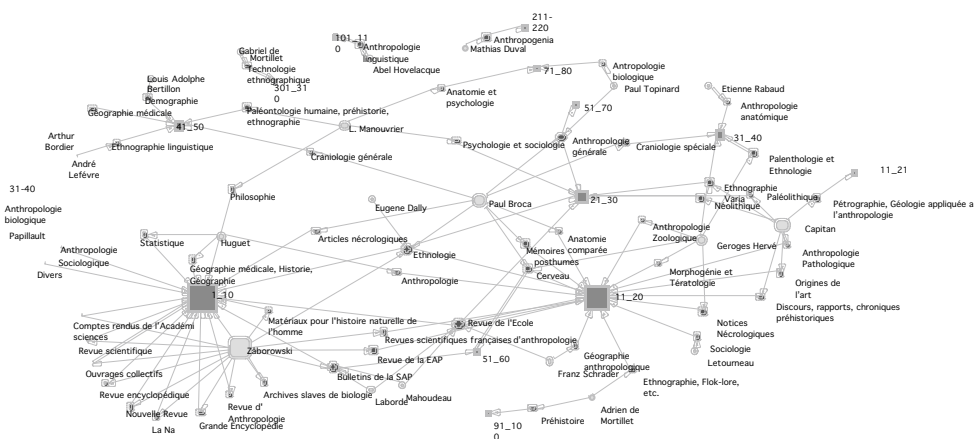 211-
220
Anthropogenia
Mathias Duval
101_11
0
Anthropologie
linguistique
Abel Hovelacque
Gabriel de
Mortillet
Technologie
ethnographique
301_31
0
71_80
Antropologie
biologique
Paul Topinard
Etienne Rabaud
Anthropologie
anatómique
Louis Adolphe
Bertillon
Demographie
Géographie médicale
41_50
Paléontologie humaine, préhistorie,
ethnographie
Anatomie et
psychologie
51_70
L. Manouvrier
Arthur
Bordier
Ethnographie linguistique
André
Lefévre
Craniologie générale
Psychologie et sociologie
Anthropologie
générale
Craniologie spéciale
31_40
Palenthologie et
Ethnologie
11_21
31-40
Anthropologie
biologique
Papillault
Philosophie
Eugene Dally
Paul Broca
21_30
Ethnographie
Varia
Néolithique
Paléolithique
Pétrographie, Géologie appliquée a
l'anthropologie
Capitan
Statistique
Huguet
Articles nécrologiques
Ethnologie
Anatomie
comparée
Mémoires
posthumes
Cerveau
Anthropologie
Zoologique
Geroges Hervé
Anthropologie
Pathologique
Anthropologie
Sociologique
Divers
Géographie médicale, Historie,
Géographie
1_10
Anthropologie
11_20
Morphogénie et
Tératologie
Origines de
l'art
Discours, rapports, chroniques
préhistoriques
Comptes rendus de l'Académi
sciences
Matériaux pour l'histoire naturelle de
l'homme
Revue de l'Ecole
Revues scientifiques françaises d'anthropologie
Notices
Nécrologiques
Revue scientifique
Záborowski
Revue de la EAP
51_60
Géographie
anthropologique
Franz Schrader
Sociologie
Letourneau
Ouvrages collectifs
Bulletins de la SAP
Mahoudeau
Laborde
Ethnographie, Flok-lore,
etc.
Revue encyclopédique
Archives slaves de biologie
Nouvelle Revue
Revue d'
Anthropologie
La Na
Grande Encyclopédie
91_10
0
Préhistoire
Adrien de
Mortillet